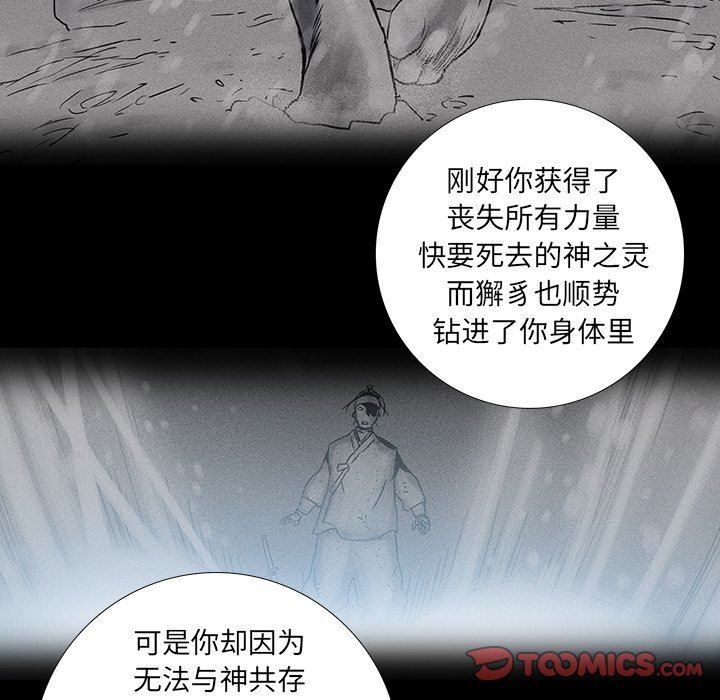 刚好你获得了
丧失所有力量
快要死去的神之灵
而獬豸也顺势
钻进了你身体里
可是你却因为
无法与神共存
TOOMICS.COM